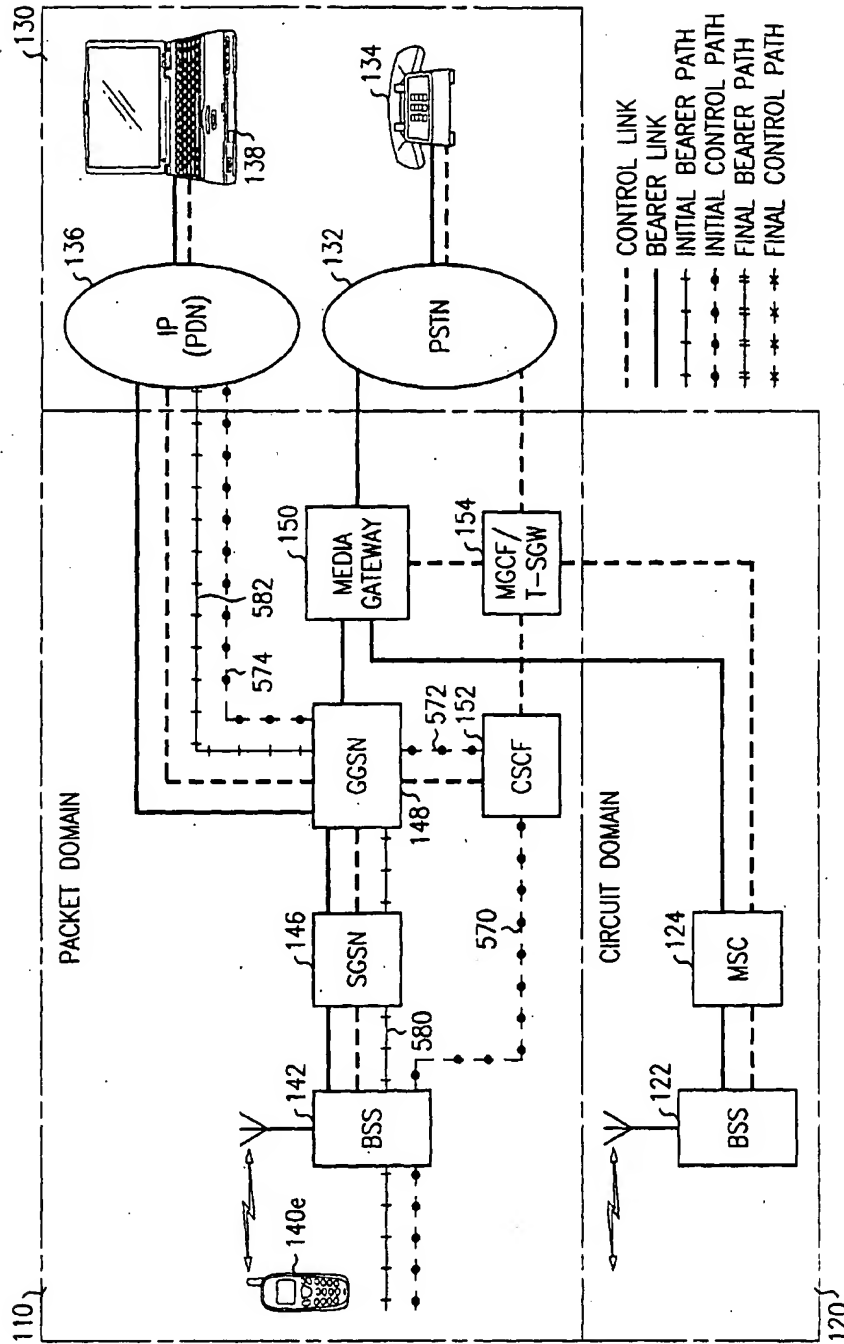 110
130
PACKET DOMAIN
140e
142
BSS
580
146
SGSN
GGSN
148
574
582
572
152
CSCF
570
150
MEDIA
GATEWAY
154
MGCF/
T-SGW
136
IP
(PDN)
138
132
PSTN
134
120
CIRCUIT DOMAIN
122
BSS
124
MSC
CONTROL LINK
BEARER LINK
INITIAL BEARER PATH
INITIAL CONTROL PATH
FINAL BEARER PATH
FINAL CONTROL PATH